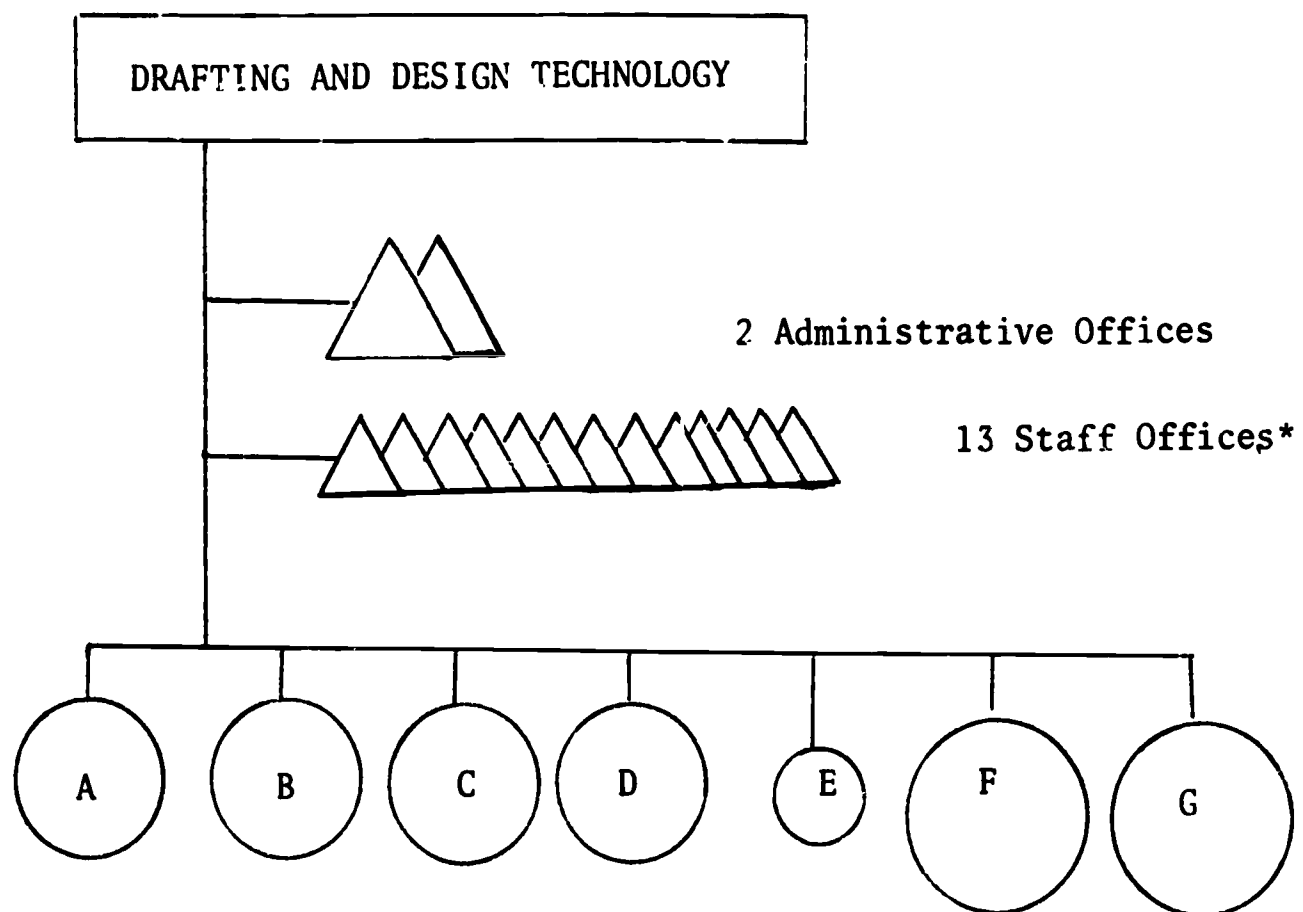 DRAFTING AND DESIGN TECHNOLOGY
2 Administrative Offices
13 Staff Offices*
A B C D E F G